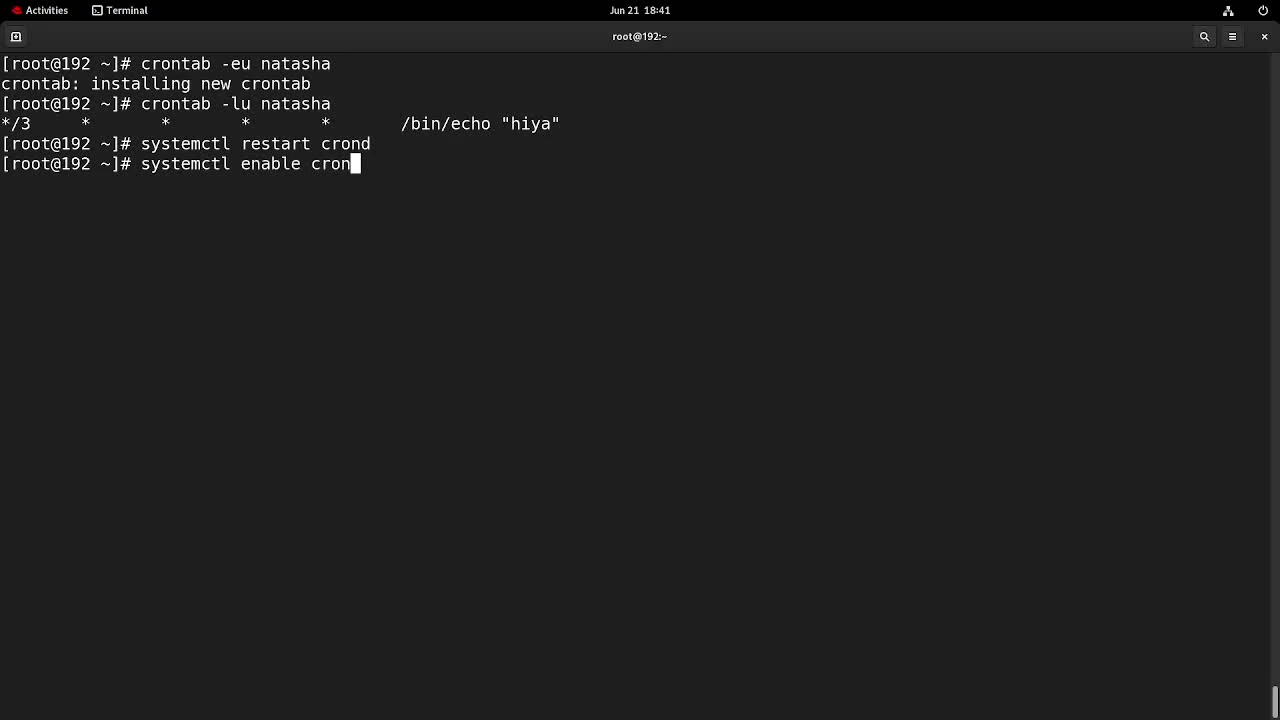 Activities Terminal Jun 21 18:41
root@192:~
[root@192 ~]# crontab -eu natasha
crontab: installing new crontab
[root@192 ~]# crontab -lu natasha
*/3 * * * * /bin/echo "hiya"
[root@192 ~]# systemctl restart crond
[root@192 ~]# systemctl enable cron